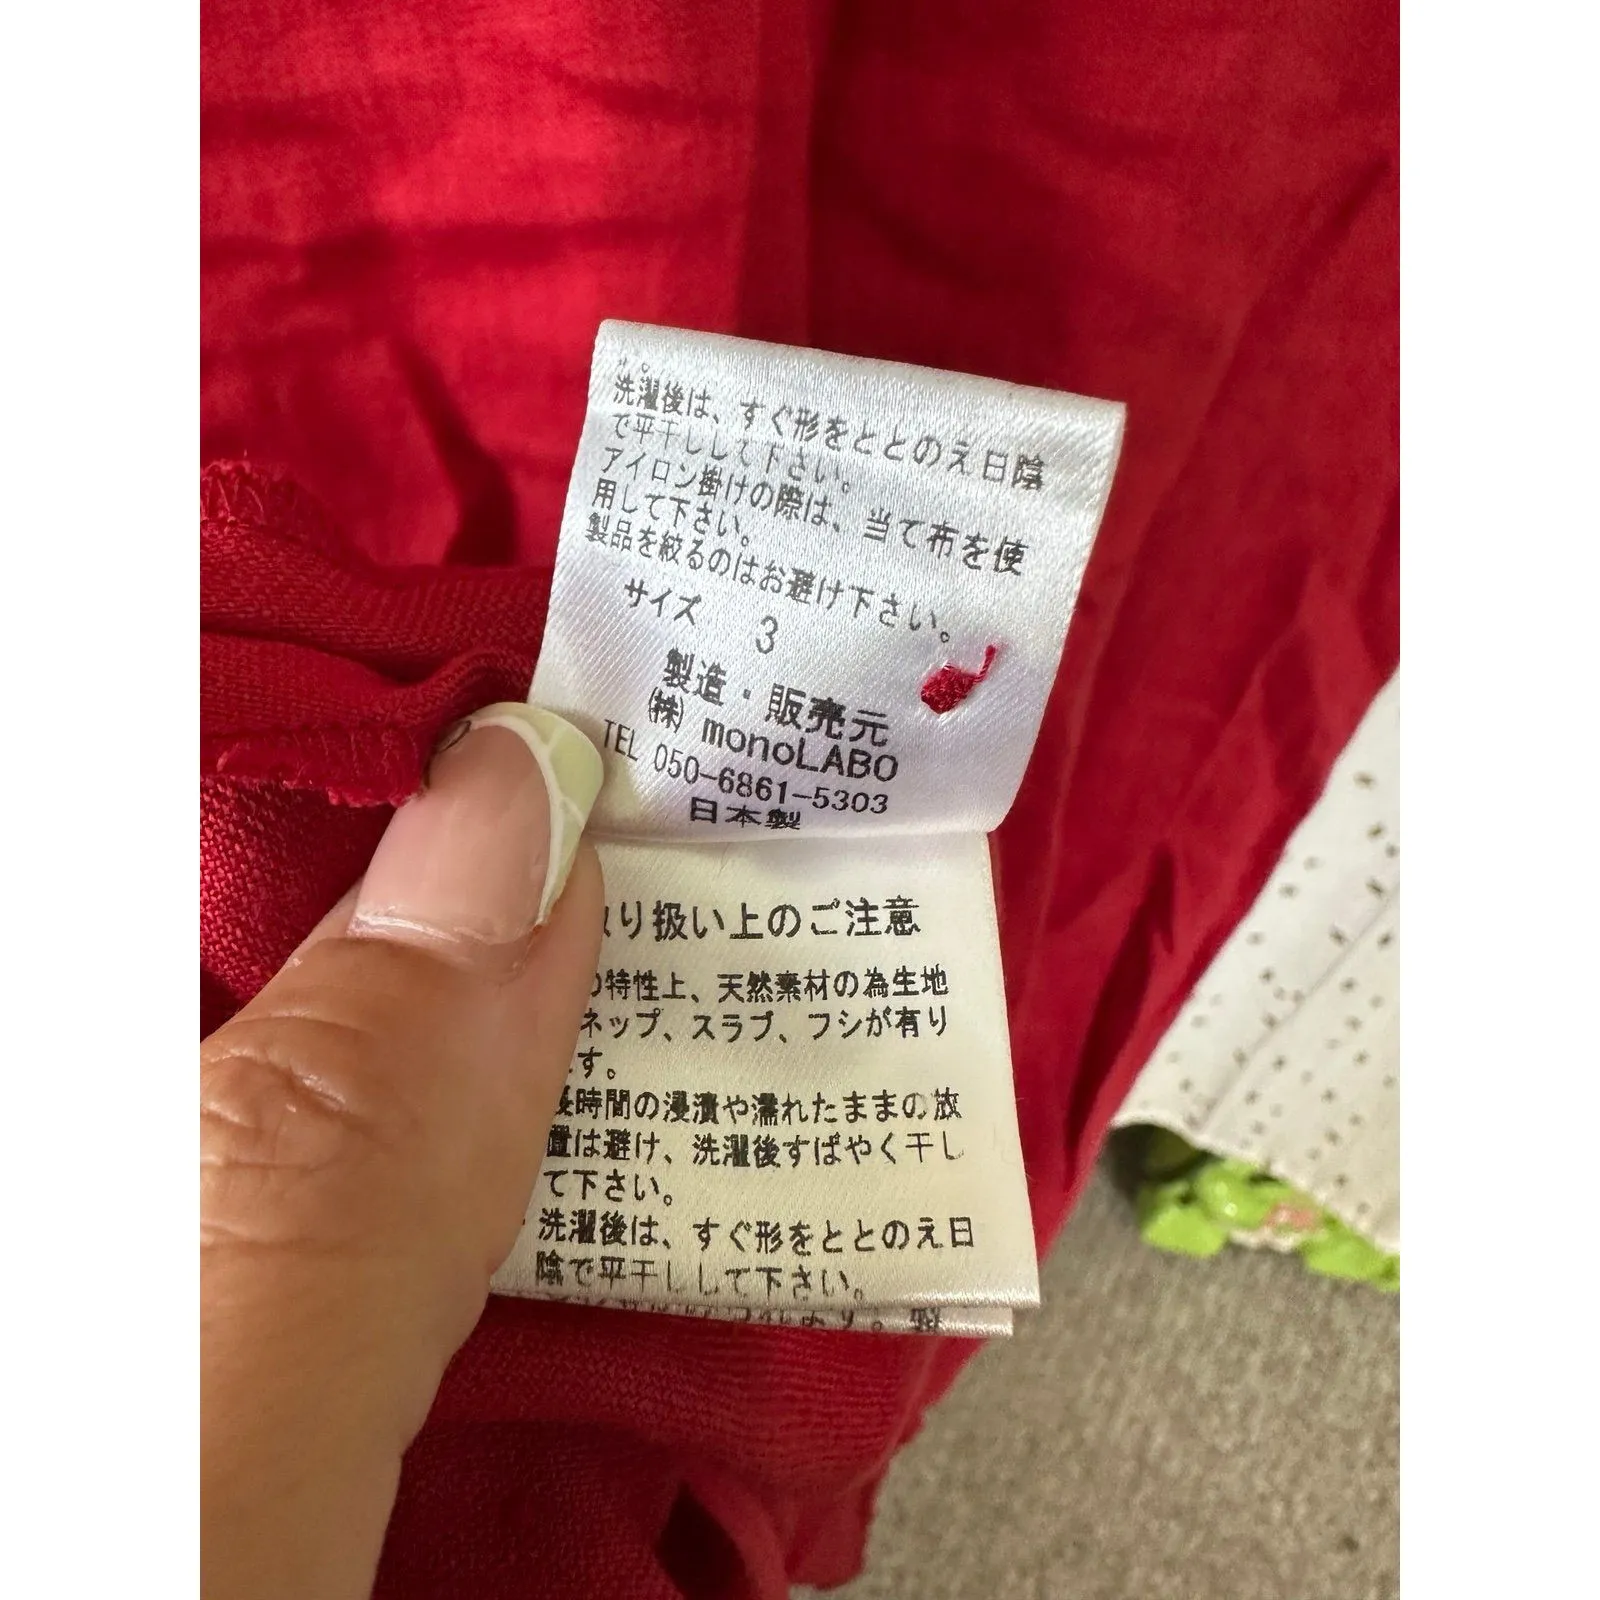 洗濯後は、すぐ形をととのえ日陰
で平干しして下さい。
アイロン掛けの際は、当て布を使
用して下さい。
製品を絞るのはお避け下さい。
サイズ 3
製造・販売元
㈱ monoLABO
TEL 050-6861-5303
日本製
り扱い上のご注意
の特性上、天然素材の為生地
ネップ、スラブ、フシが有り
す。
時間の浸漬や濡れたままの放
置は避け、洗濯後すばやく干し
て下さい。
洗濯後は、すぐ形をととのえ日
陰で平干しして下さい。